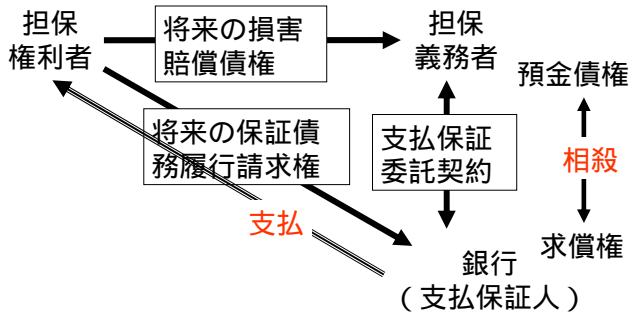 担保
権利者
将来の損害
賠償債権
担保
義務者
預金債権
将来の保証債
務履行請求権
支払保証
委託契約
相殺
支払
求償権
銀行
（支払保証人）